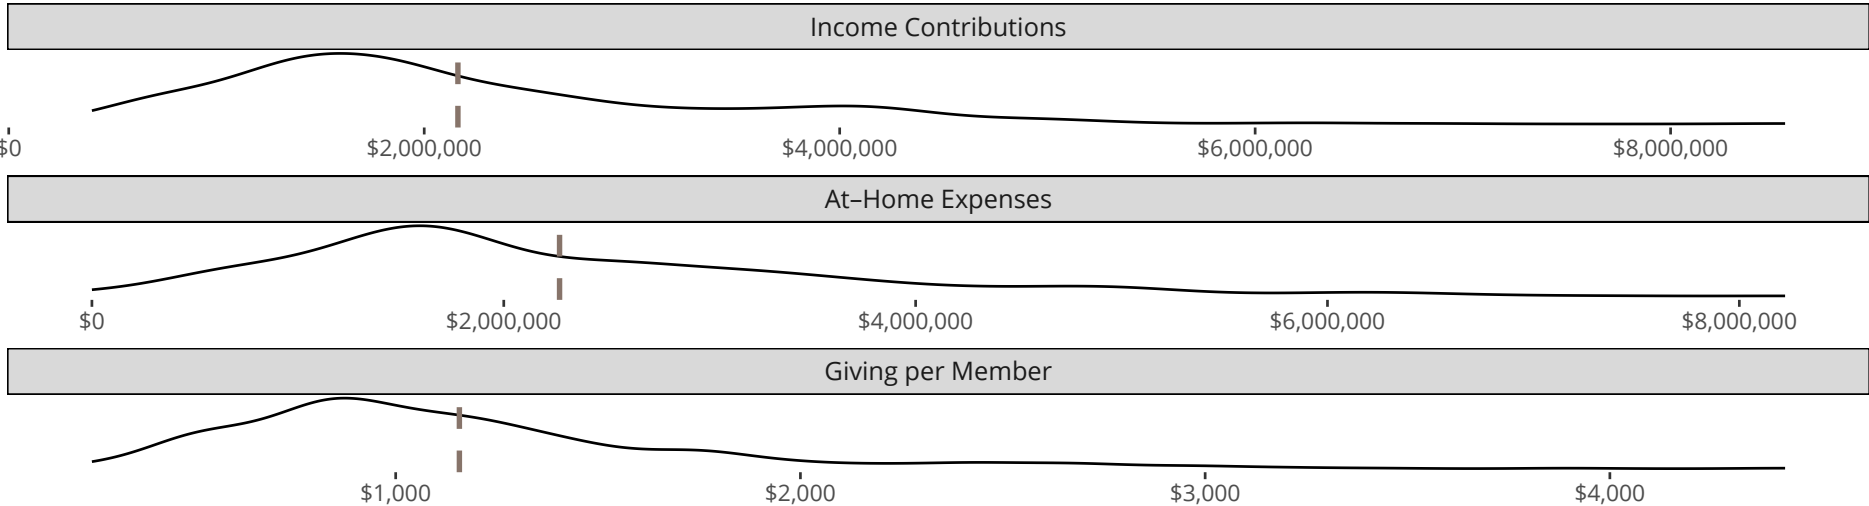 Income Contributions
$0 $2,000,000 $4,000,000 $6,000,000 $8,000,000
At–Home Expenses
$0 $2,000,000 $4,000,000 $6,000,000 $8,000,000
Giving per Member
$1,000 $2,000 $3,000 $4,000